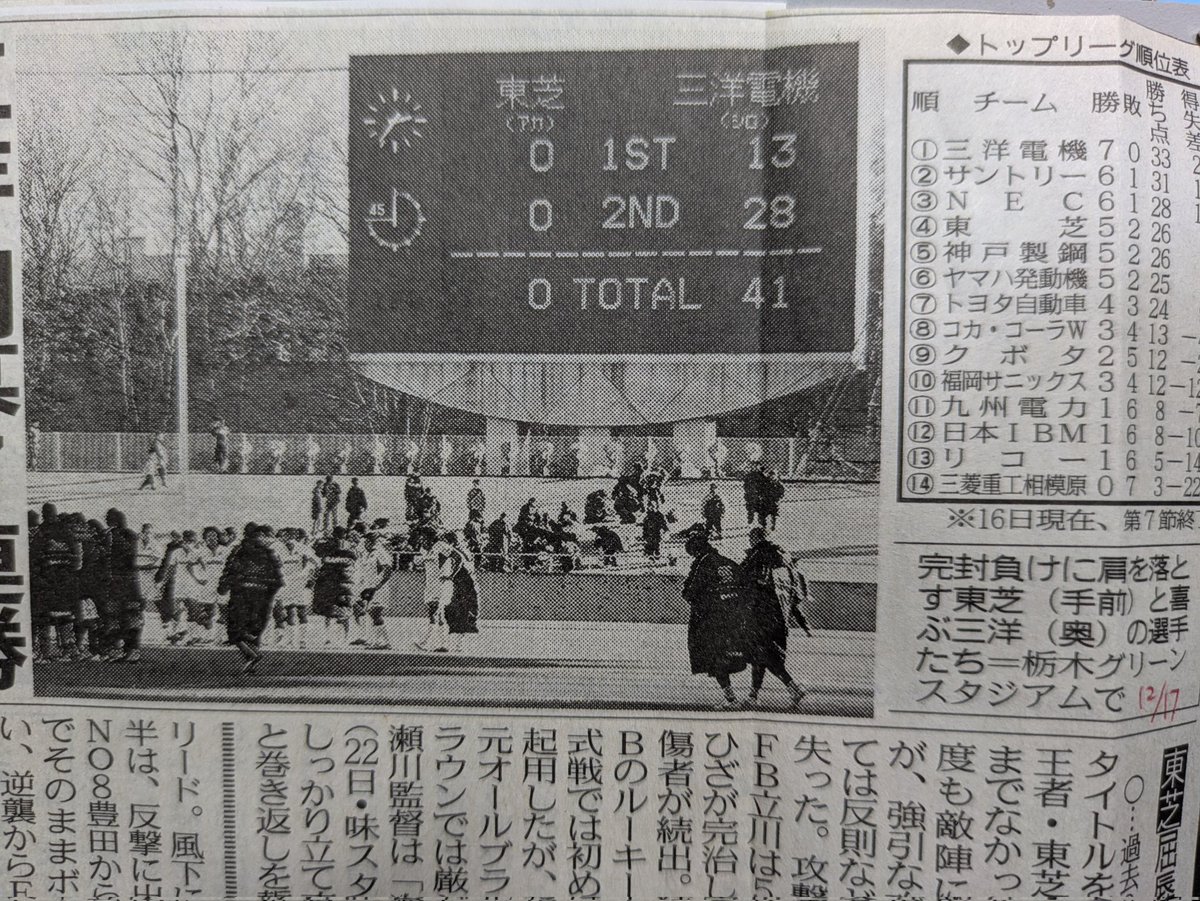 東芝 三洋電機
(アカ) (シロ)
0 1ST 13
0 2ND 28
0 TOTAL 41
45
◆トップリーグ順位表
順 チーム 勝敗 勝ち点 得失差
①三洋電機 7 0 33
②サントリー 6 1 31
③NEC 6 1 28
④東芝 5 2 26
⑤神戸製鋼 5 2 26
⑥ヤマハ発動機 5 2 25
⑦トヨタ自動車 4 3 24
⑧コカ・コーラW 3 4 13
⑨クボタ 2 5 12
⑩福岡サニックス 3 4 12 −12
⑪九州電力 1 6 8
⑫日本IBM 1 6 8 −10
⑬リコー 1 6 5 −14
⑭三菱重工相模原 0 7 3 −22
※16日現在、第7節終
完封負けに肩を落と
す東芝(手前)と喜
ぶ三洋(奥)の選手
たち=栃木グリーン
スタジアムで
12/17
東芝屈辱
○…過去
タイトルを
王者・東芝
までなかっ
度も敵陣に
が、強引な
ては反則など
失った。攻撃
FB立川は5
ひざが完治し
傷者が続出。
Bのルーキー
式戦では初め
起用したが、
元オールブラ
ラウンでは厳
瀬川監督は「
(22日・味スタ
しっかり立て
と巻き返しを誓
リード。風下に
半は、反撃に出
NO8豊田から
でそのままボ
い、逆襲からF